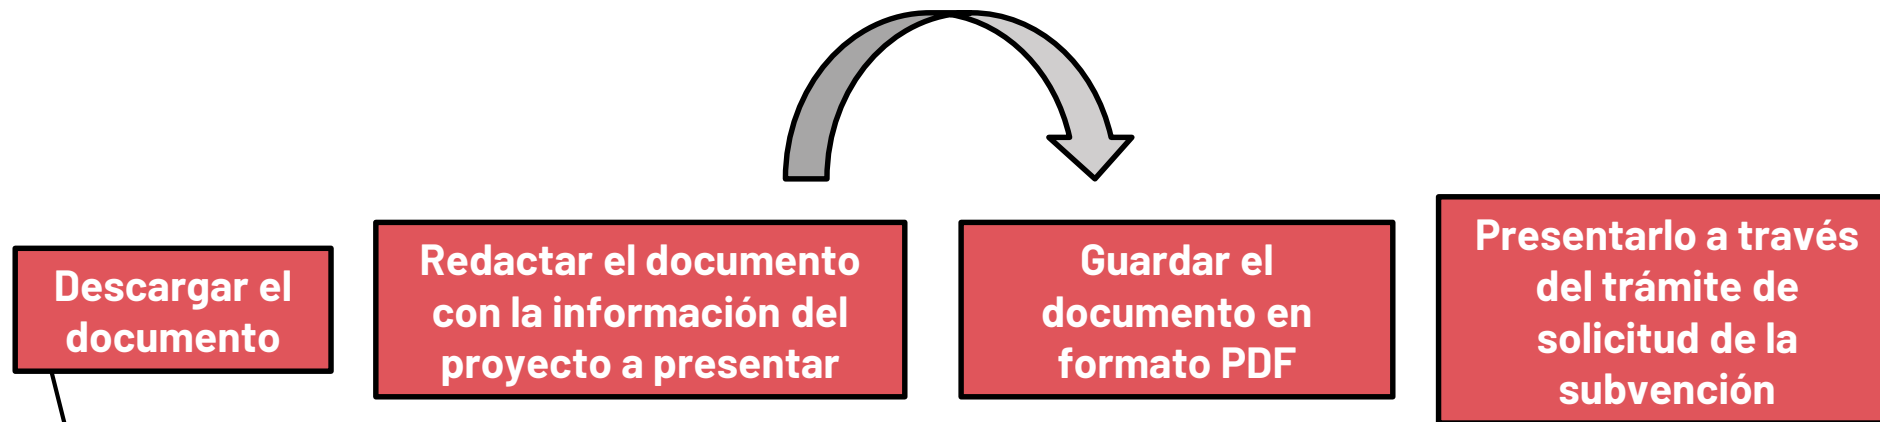 Descargar el
documento
Redactar el documento
con la información del
proyecto a presentar
Guardar el
documento en
formato PDF
Presentarlo a través
del trámite de
solicitud de la
subvención